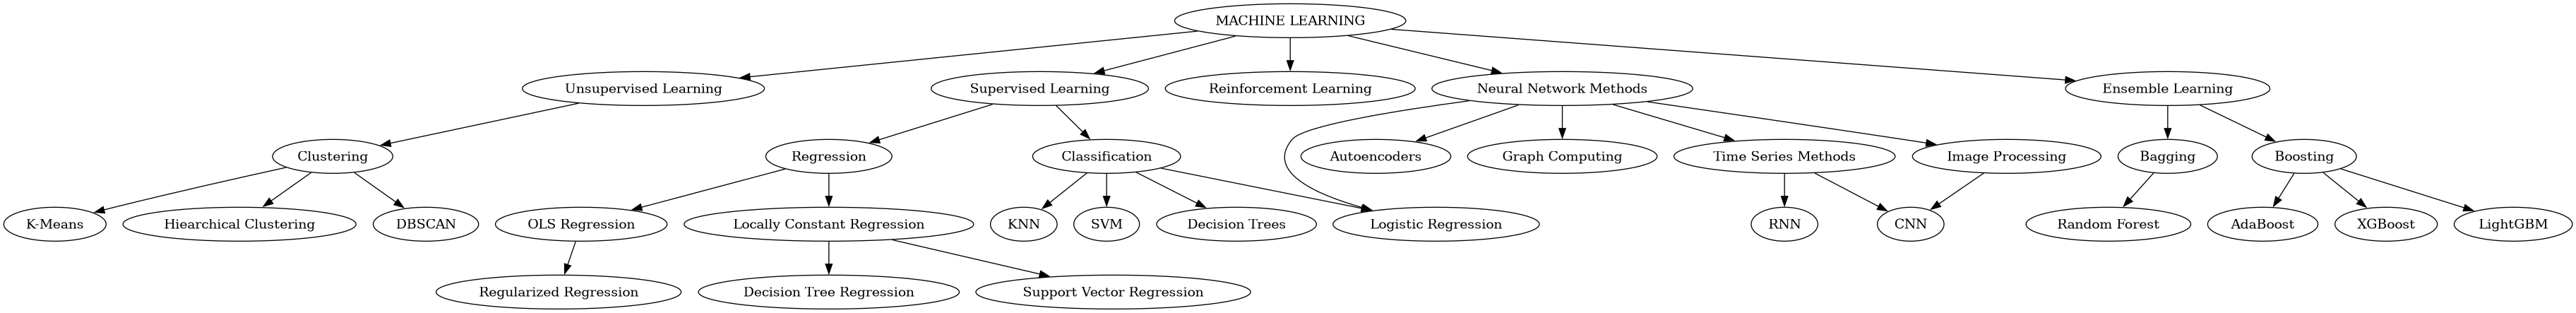 MACHINE LEARNING
Unsupervised Learning
Supervised Learning
Reinforcement Learning
Neural Network Methods
Ensemble Learning
Clustering
Regression
Classification
Autoencoders
Graph Computing
Time Series Methods
Image Processing
Bagging
Boosting
K-Means
Hiearchical Clustering
DBSCAN
OLS Regression
Locally Constant Regression
KNN
SVM
Decision Trees
Logistic Regression
RNN
CNN
Random Forest
AdaBoost
XGBoost
LightGBM
Regularized Regression
Decision Tree Regression
Support Vector Regression